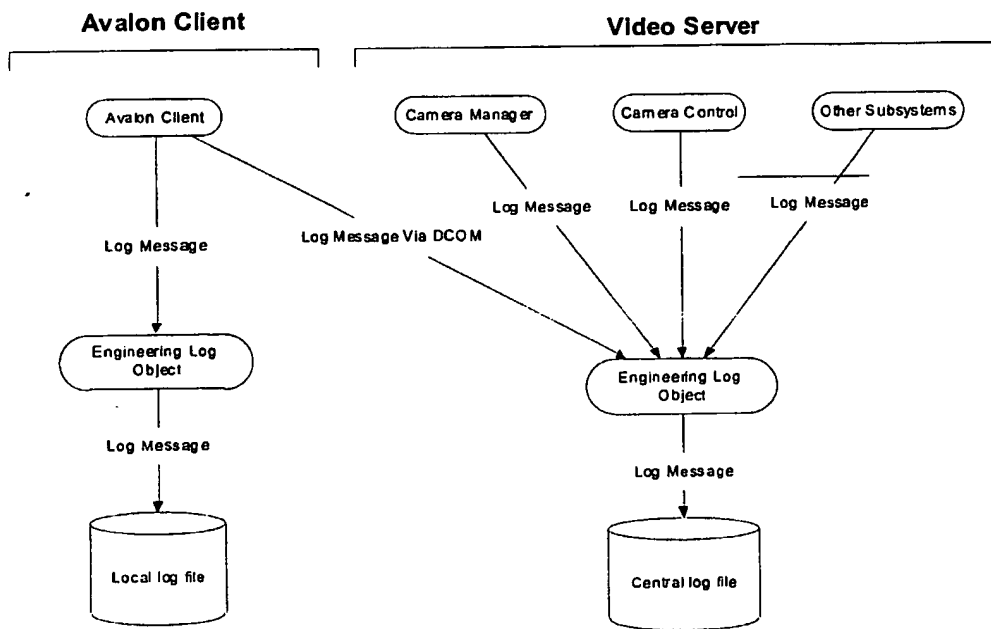 Avalon Client
Video Server
Avalon Client
Camera Manager
Camera Control
Other Subsystems
Log Message
Log Message
Log Message
Log Message Via DCOM
Log Message
Engineering Log
Object
Engineering Log
Object
Log Message
Log Message
Local log file
Central log file